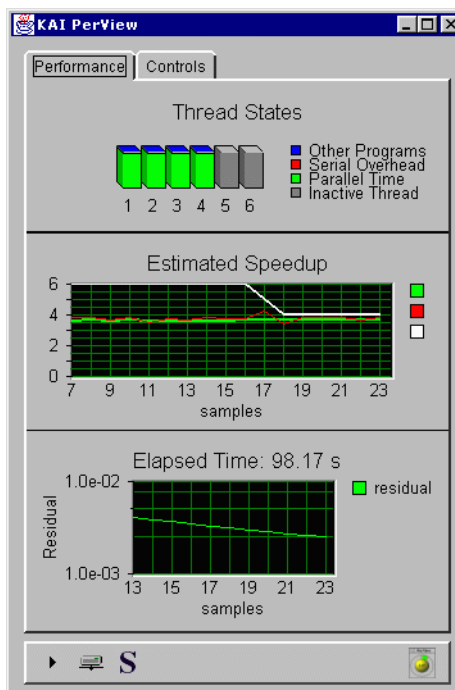 KAI PerView
Performance
Controls
Thread States
Other Programs
Serial Overhead
Parallel Time
Inactive Thread
1 2 3 4 5 6
Estimated Speedup
6
4
2
0
7 9 11 13 15 17 19 21 23
samples
Elapsed Time: 98.17 s
1.0e-02
residual
Residual
1.0e-03
13 15 17 19 21 23
samples
S